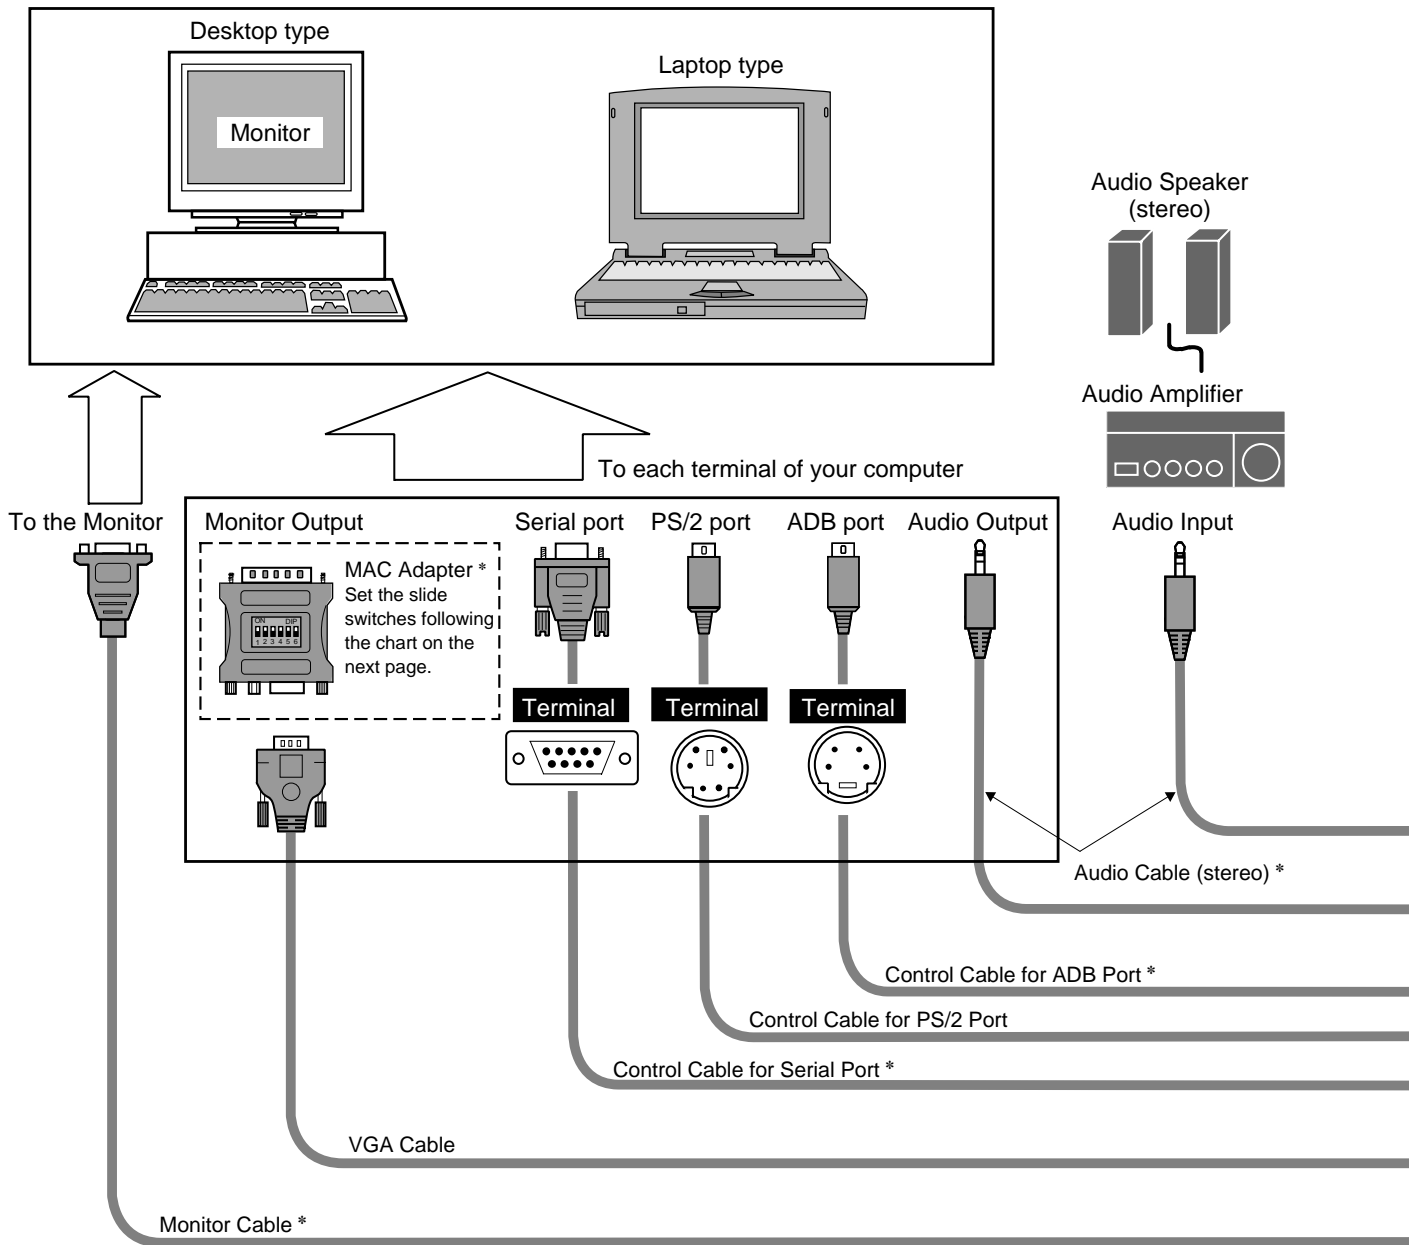 Desktop type
Monitor
Laptop type
Audio Speaker
(stereo)
Audio Amplifier
To each terminal of your computer
To the Monitor
Monitor Output
Serial port
PS/2 port
ADB port
Audio Output
Audio Input
MAC Adapter *
Set the slide
switches following
the chart on the
next page.
ON DIP
1 2 3 4 5 6
Terminal
Terminal
Terminal
Audio Cable (stereo) *
Control Cable for ADB Port *
Control Cable for PS/2 Port
Control Cable for Serial Port *
VGA Cable
Monitor Cable *